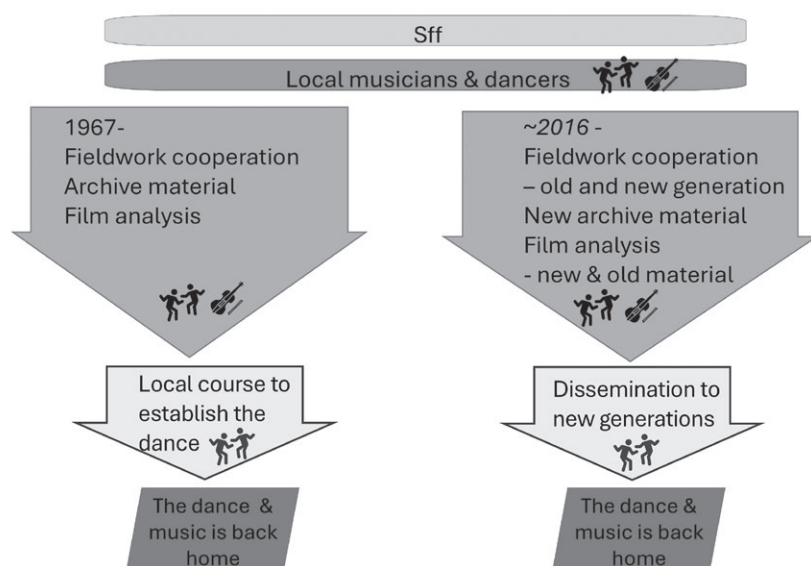 Sff
Local musicians & dancers
1967-
Fieldwork cooperation
Archive material
Film analysis
~2016 -
Fieldwork cooperation
– old and new generation
New archive material
Film analysis
- new & old material
Local course to
establish the
dance
Dissemination to
new generations
The dance &
music is back
home
The dance &
music is back
home